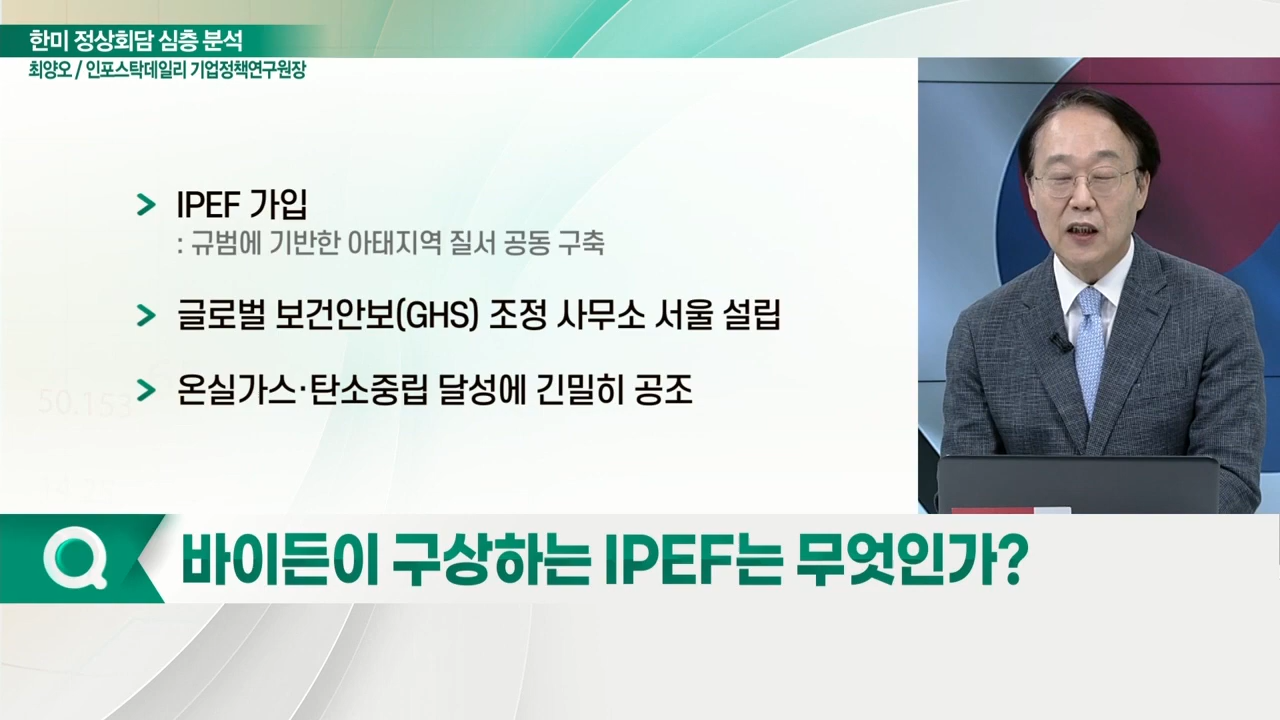 한미 정상회담 심층 분석
최양오 / 인포스탁데일리 기업정책연구원장
> IPEF 가입
: 규범에 기반한 아태지역 질서 공동 구축
> 글로벌 보건안보(GHS) 조정 사무소 서울 설립
> 온실가스·탄소중립 달성에 긴밀히 공조
50.153
Q 바이든이 구상하는 IPEF는 무엇인가?